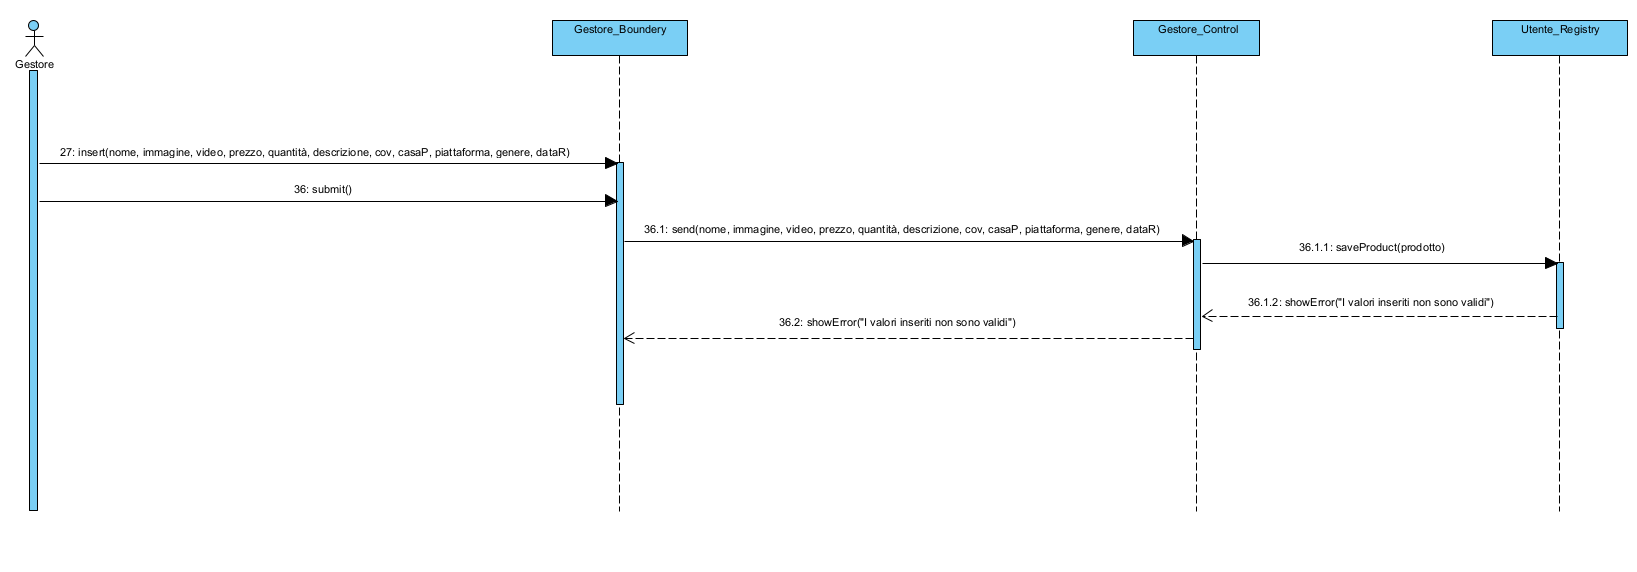 Gestore
Gestore_Boundery
Gestore_Control
Utente_Registry
27: insert(nome, immagine, video, prezzo, quantità, descrizione, cov, casaP, piattaforma, genere, dataR)
36: submit()
36.1: send(nome, immagine, video, prezzo, quantità, descrizione, cov, casaP, piattaforma, genere, dataR)
36.1.1: saveProduct(prodotto)
36.1.2: showError("I valori inseriti non sono validi")
36.2: showError("I valori inseriti non sono validi")